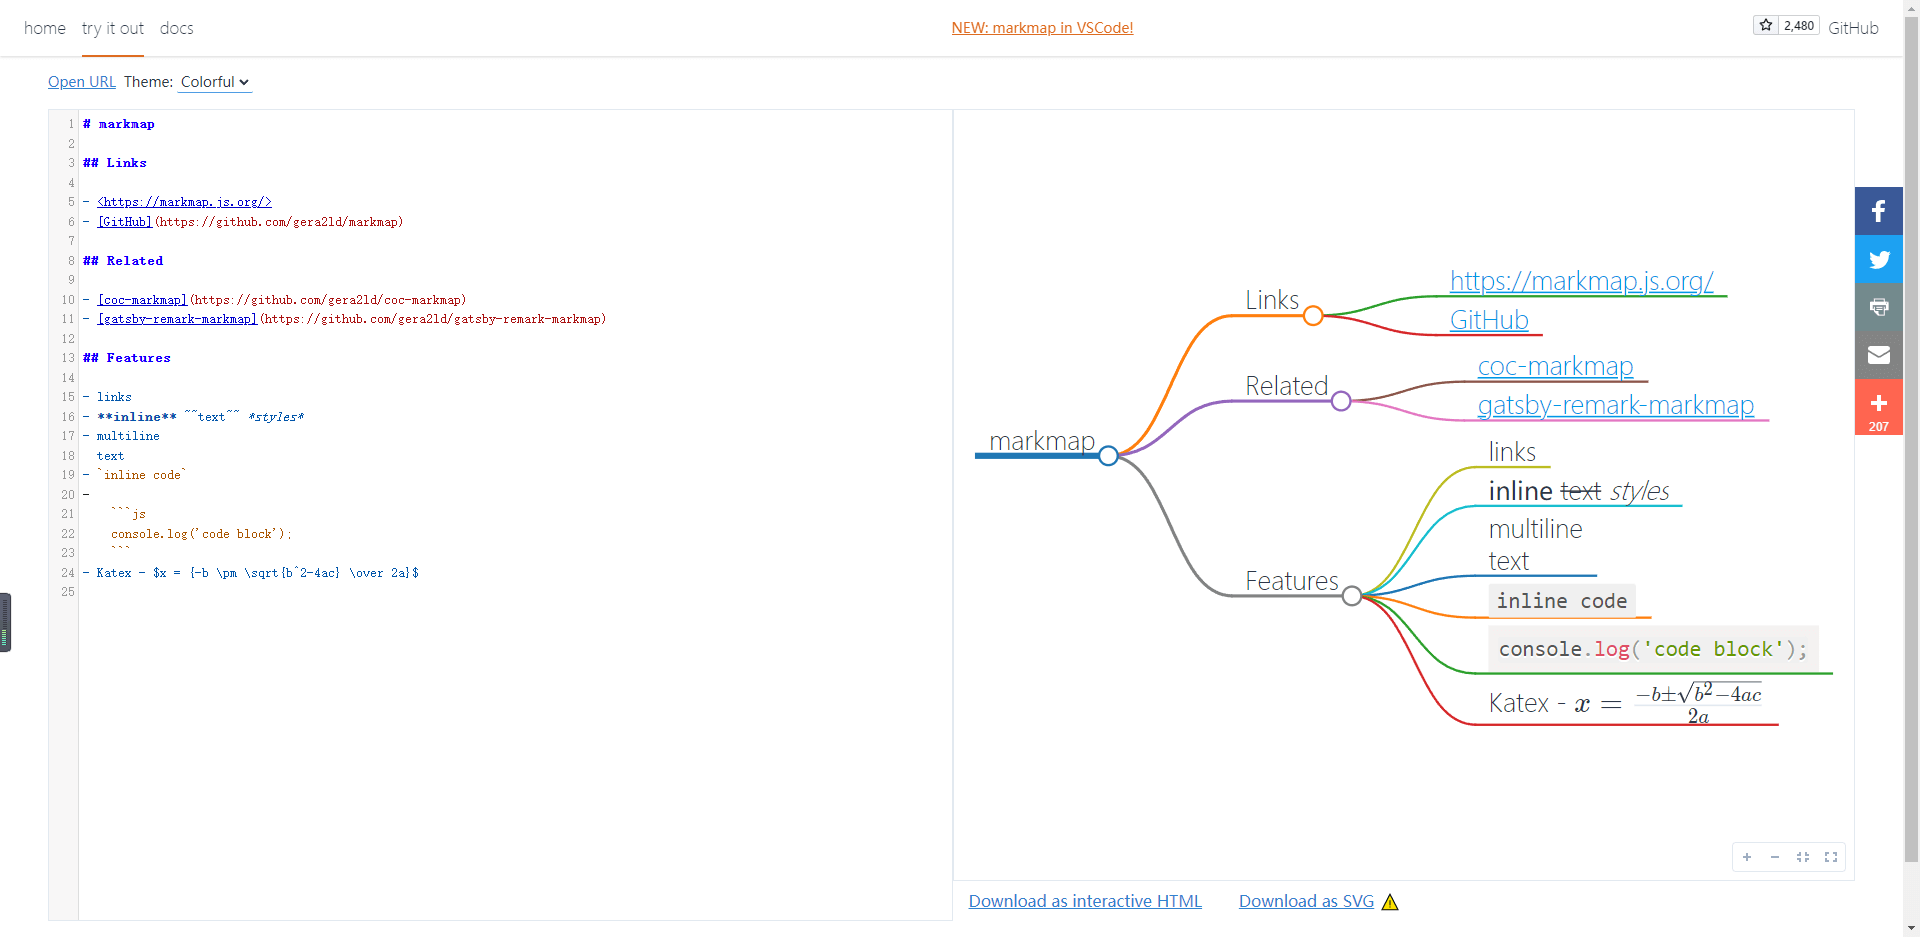 home try it out docs NEW: markmap in VSCode! 2,480 GitHub
Open URL Theme: Colorful
1 # markmap
2
3 ## Links
4
5 - <https://markmap.js.org/>
6 - [GitHub](https://github.com/gera2ld/markmap)
7
8 ## Related
9
10 - [coc-markmap](https://github.com/gera2ld/coc-markmap)
11 - [gatsby-remark-markmap](https://github.com/gera2ld/gatsby-remark-markmap)
12
13 ## Features
14
15 - links
16 - **inline** ~~text~~ *styles*
17 - multiline
18 text
19 - `inline code`
20 -
21 ```js
22 console.log('code block');
23 ```
24 - Katex - $x = {-b \pm \sqrt{b^2-4ac} \over 2a}$
25
markmap
Links
https://markmap.js.org/
GitHub
Related
coc-markmap
gatsby-remark-markmap
Features
links
inline text styles
multiline
text
inline code
console.log('code block');
Katex - x = −b±√b²−4ac
2a
207
Download as interactive HTML Download as SVG